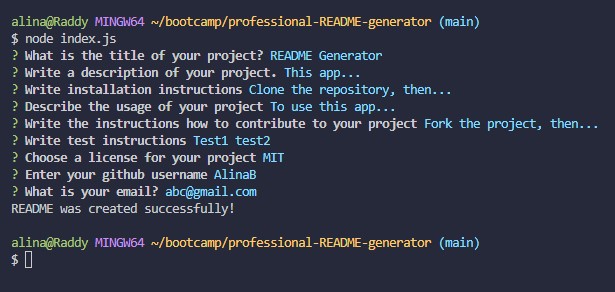 alina@Raddy MINGW64 ~/bootcamp/professional-README-generator (main)
$ node index.js
? What is the title of your project? README Generator
? Write a description of your project. This app...
? Write installation instructions Clone the repository, then...
? Describe the usage of your project To use this app...
? Write the instructions how to contribute to your project Fork the project, then...
? Write test instructions Test1 test2
? Choose a license for your project MIT
? Enter your github username AlinaB
? What is your email? abc@gmail.com
README was created successfully!
alina@Raddy MINGW64 ~/bootcamp/professional-README-generator (main)
$